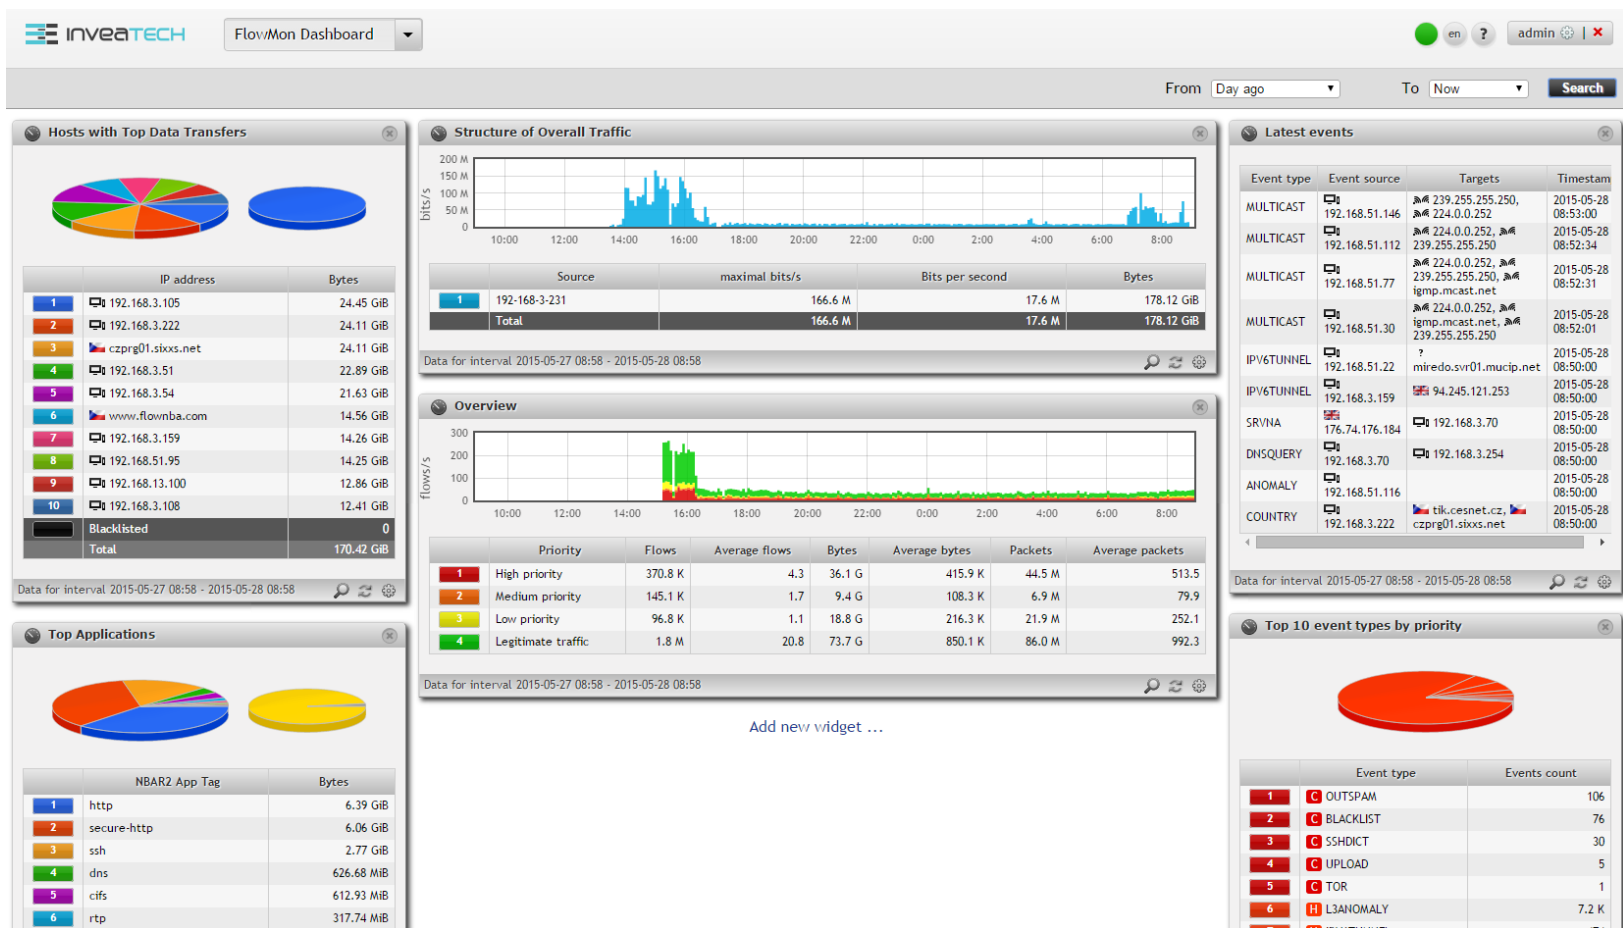 INVEATECH
FlowMon Dashboard
en ? admin | ×
From Day ago To Now Search
Hosts with Top Data Transfers
IP address Bytes
1 192.168.3.105 24.45 GiB
2 192.168.3.222 24.11 GiB
3 czprg01.sixxs.net 24.11 GiB
4 192.168.3.51 22.89 GiB
5 192.168.3.54 21.63 GiB
6 www.flownba.com 14.56 GiB
7 192.168.3.159 14.26 GiB
8 192.168.51.95 14.25 GiB
9 192.168.13.100 12.86 GiB
10 192.168.3.108 12.41 GiB
Blacklisted 0
Total 170.42 GiB
Data for interval 2015-05-27 08:58 - 2015-05-28 08:58
Top Applications
NBAR2 App Tag Bytes
1 http 6.39 GiB
2 secure-http 6.06 GiB
3 ssh 2.77 GiB
4 dns 626.68 MiB
5 cifs 612.93 MiB
6 rtp 317.74 MiB
Structure of Overall Traffic
bits/s
200 M
150 M
100 M
50 M
0
10:00 12:00 14:00 16:00 18:00 20:00 22:00 0:00 2:00 4:00 6:00 8:00
Source maximal bits/s Bits per second Bytes
1 192-168-3-231 166.6 M 17.6 M 178.12 GiB
Total 166.6 M 17.6 M 178.12 GiB
Data for interval 2015-05-27 08:58 - 2015-05-28 08:58
Overview
flows/s
300
200
100
0
10:00 12:00 14:00 16:00 18:00 20:00 22:00 0:00 2:00 4:00 6:00 8:00
Priority Flows Average flows Bytes Average bytes Packets Average packets
1 High priority 370.8 K 4.3 36.1 G 415.9 K 44.5 M 513.5
2 Medium priority 145.1 K 1.7 9.4 G 108.3 K 6.9 M 79.9
3 Low priority 96.8 K 1.1 18.8 G 216.3 K 21.9 M 252.1
4 Legitimate traffic 1.8 M 20.8 73.7 G 850.1 K 86.0 M 992.3
Data for interval 2015-05-27 08:58 - 2015-05-28 08:58
Add new widget ...
Latest events
Event type Event source Targets Timestam
MULTICAST 192.168.51.146 239.255.255.250, 224.0.0.252 2015-05-28 08:53:00
MULTICAST 192.168.51.112 224.0.0.252, 239.255.255.250 2015-05-28 08:52:34
MULTICAST 192.168.51.77 224.0.0.252, 239.255.255.250, igmp.mcast.net 2015-05-28 08:52:31
MULTICAST 192.168.51.30 224.0.0.252, igmp.mcast.net, 239.255.255.250 2015-05-28 08:52:01
IPV6TUNNEL 192.168.51.22 ? miredo.svr01.mucip.net 2015-05-28 08:50:00
IPV6TUNNEL 192.168.3.159 94.245.121.253 2015-05-28 08:50:00
SRVNA 176.74.176.184 192.168.3.70 2015-05-28 08:50:00
DNSQUERY 192.168.3.70 192.168.3.254 2015-05-28 08:50:00
ANOMALY 192.168.51.116 2015-05-28 08:50:00
COUNTRY 192.168.3.222 tik.cesnet.cz, czprg01.sixxs.net 2015-05-28 08:50:00
Data for interval 2015-05-27 08:58 - 2015-05-28 08:58
Top 10 event types by priority
Event type Events count
1 C OUTSPAM 106
2 C BLACKLIST 76
3 C SSHDICT 30
4 C UPLOAD 5
5 C TOR 1
6 H L3ANOMALY 7.2 K